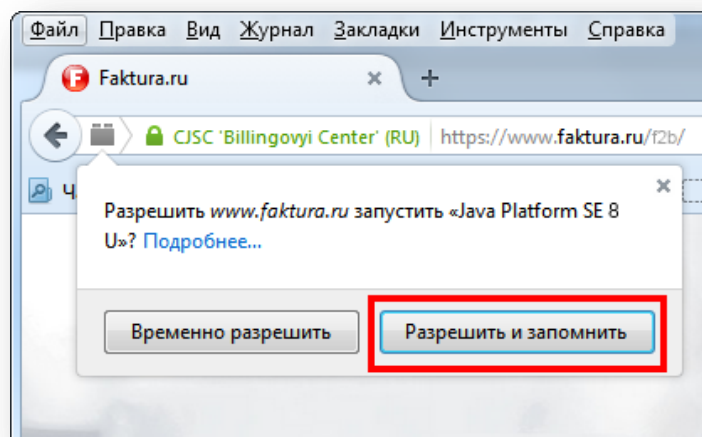 Файл Правка Вид Журнал Закладки Инструменты Справка
Faktura.ru
CJSC 'Billingovyi Center' (RU) https://www.faktura.ru/f2b/
Разрешить www.faktura.ru запустить «Java Platform SE 8
U»? Подробнее...
Временно разрешить Разрешить и запомнить